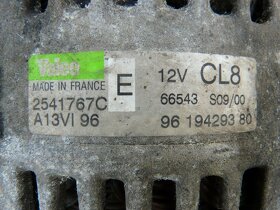 Valeo
MADE IN FRANCE
E
12V CL8
2541767C
66543 S09/00
A13VI 96
96 194293 80